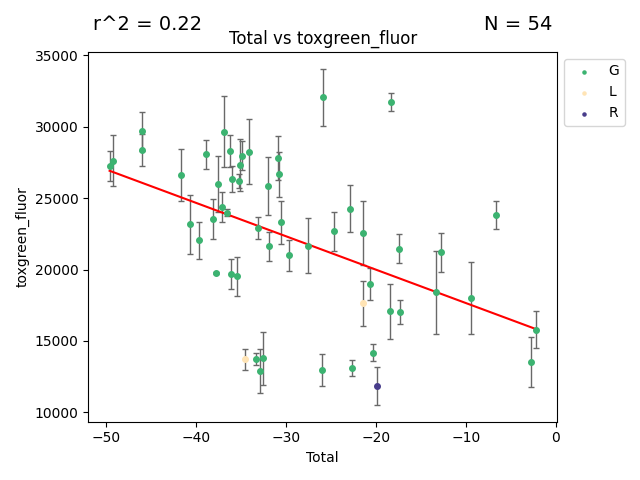 r^2 = 0.22 N = 54
Total vs toxgreen_fluor
35000
30000
25000
20000
15000
10000
toxgreen_fluor
−50 −40 −30 −20 −10 0
Total
G
L
R